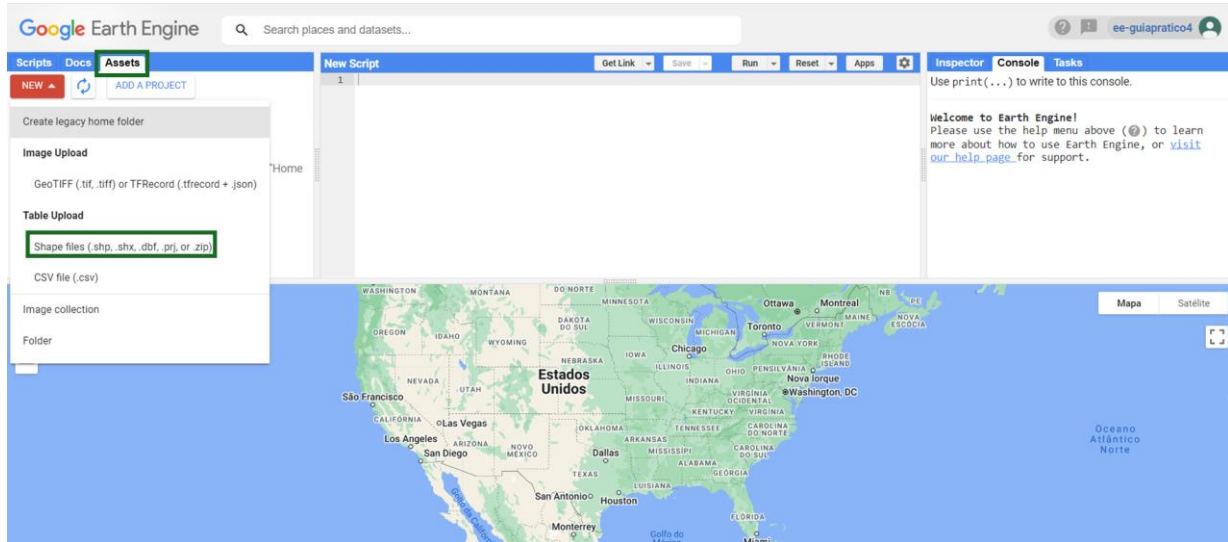 Google Earth Engine
Search places and datasets...
ee-guiapratico4
Scripts Docs Assets
NEW
ADD A PROJECT
Create legacy home folder
Image Upload
GeoTIFF (.tif, .tiff) or TFRecord (.tfrecord + .json)
Table Upload
Shape files (.shp, .shx, .dbf, .prj, or .zip)
CSV file (.csv)
Image collection
Folder
"Home
New Script
Get Link Save Run Reset Apps
1
Inspector Console Tasks
Use print(...) to write to this console.
Welcome to Earth Engine!
Please use the help menu above (?) to learn
more about how to use Earth Engine, or visit
our help page for support.
Mapa Satélite
WASHINGTON
MONTANA
DO NORTE
MINNESOTA
Ottawa
Montreal
NB
PE
DAKOTA
DO SUL
WISCONSIN
MICHIGAN
Toronto
VERMONT
MAINE
NOVA
ESCÓCIA
OREGON
IDAHO
WYOMING
Chicago
NOVA YORK
IOWA
RHODE
ISLAND
NEBRASKA
ILLINOIS
OHIO
PENSILVÂNIA
Nova Iorque
NEVADA
UTAH
Estados
Unidos
INDIANA
Washington, DC
São Francisco
MISSOURI
VIRGÍNIA
OCIDENTAL
KENTUCKY
VIRGÍNIA
CALIFÓRNIA
Las Vegas
OKLAHOMA
TENNESSEE
CAROLINA
DO NORTE
Los Angeles
ARIZONA
NOVO
MÉXICO
ARKANSAS
San Diego
Dallas
MISSISSÍPI
CAROLINA
DO SUL
ALABAMA
TEXAS
GEÓRGIA
LUISIANA
San Antonio
Houston
FLÓRIDA
Golfo da Califórnia
Monterrey
Golfo do
México
Miami
Oceano
Atlântico
Norte